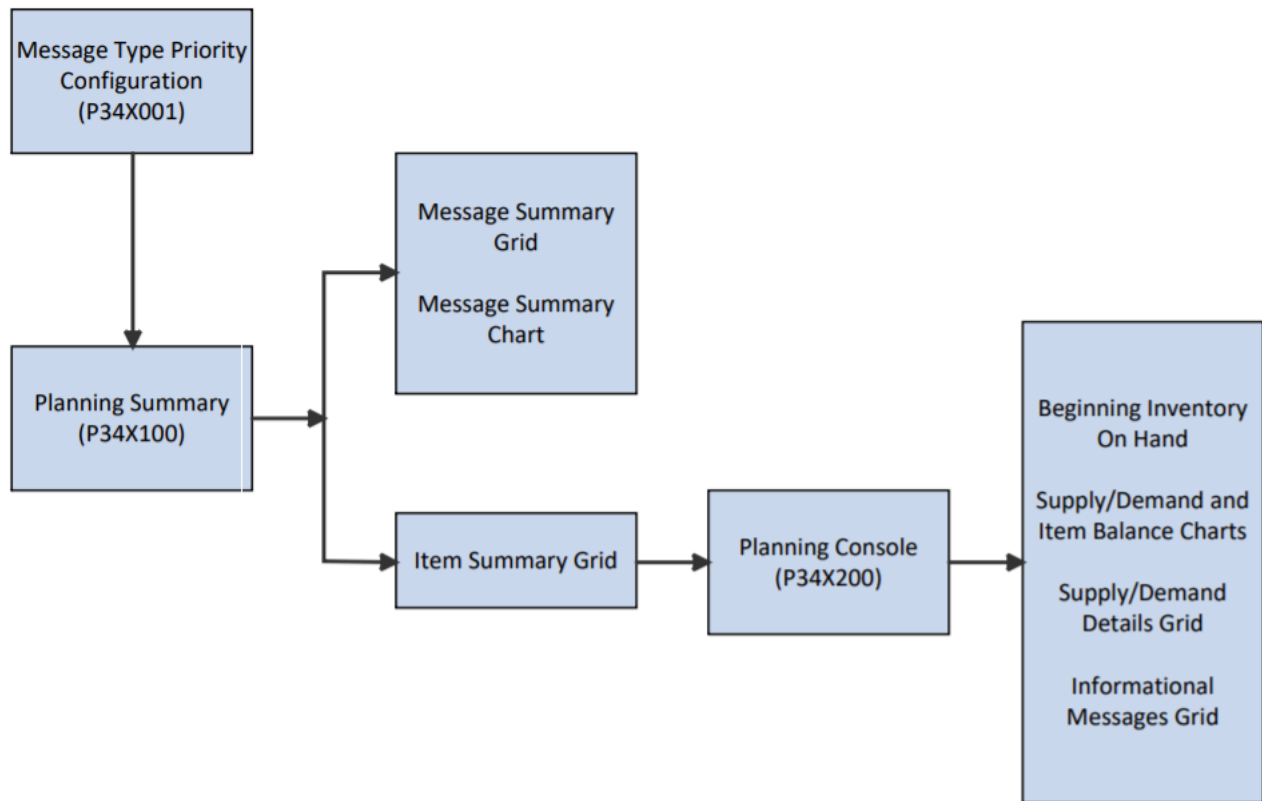 Message Type Priority
Configuration
(P34X001)
Message Summary
Grid
Message Summary
Chart
Planning Summary
(P34X100)
Item Summary Grid
Planning Console
(P34X200)
Beginning Inventory
On Hand
Supply/Demand and
Item Balance Charts
Supply/Demand
Details Grid
Informational
Messages Grid